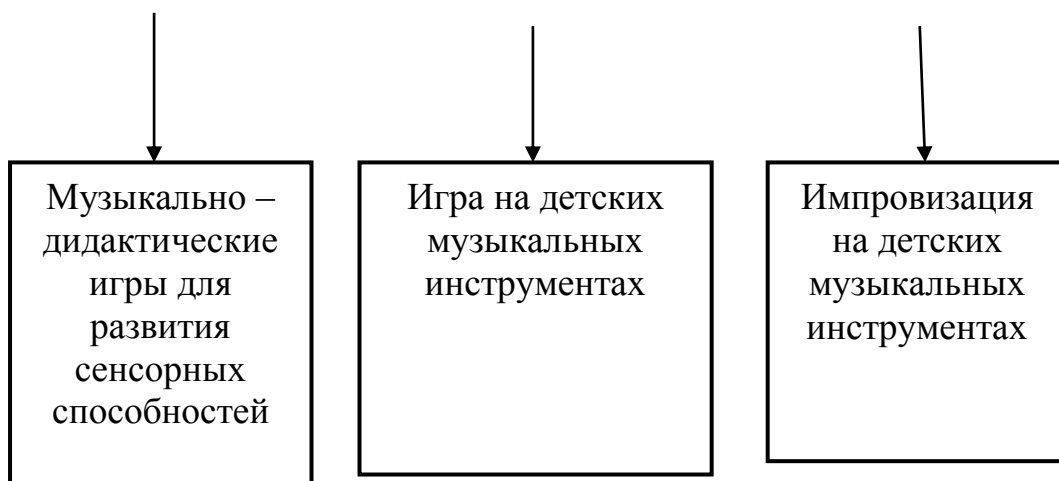 Музыкально –
дидактические
игры для
развития
сенсорных
способностей
Игра на детских
музыкальных
инструментах
Импровизация
на детских
музыкальных
инструментах